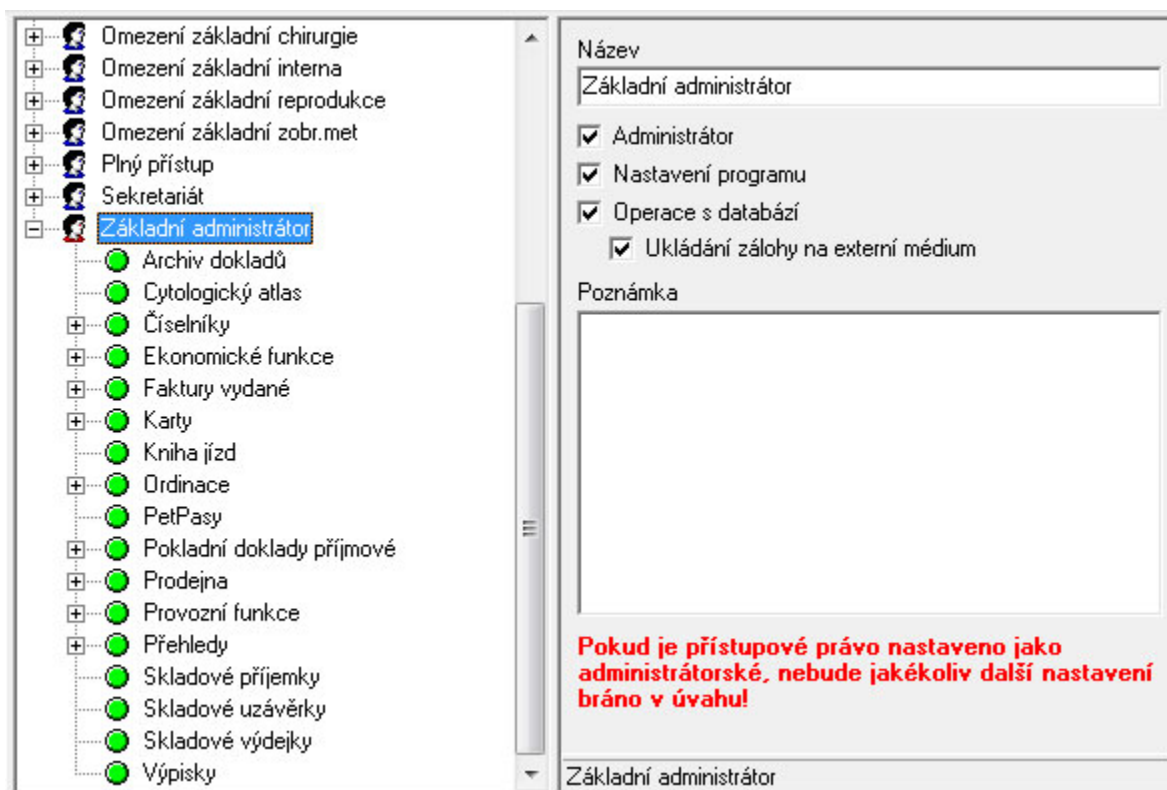 Omezení základní chirurgie
Omezení základní interna
Omezení základní reprodukce
Omezení základní zobr.met
Plný přístup
Sekretariát
Základní administrátor
Archiv dokladů
Cytologický atlas
Číselníky
Ekonomické funkce
Faktury vydané
Karty
Kniha jízd
Ordinace
PetPasy
Pokladní doklady příjmové
Prodejna
Provozní funkce
Přehledy
Skladové příjemky
Skladové uzávěrky
Skladové výdejky
Výpisky
Název
Základní administrátor
Administrátor
Nastavení programu
Operace s databází
Ukládání zálohy na externí médium
Poznámka
Pokud je přístupové právo nastaveno jako
administrátorské, nebude jakékoliv další nastavení
bráno v úvahu!
Základní administrátor